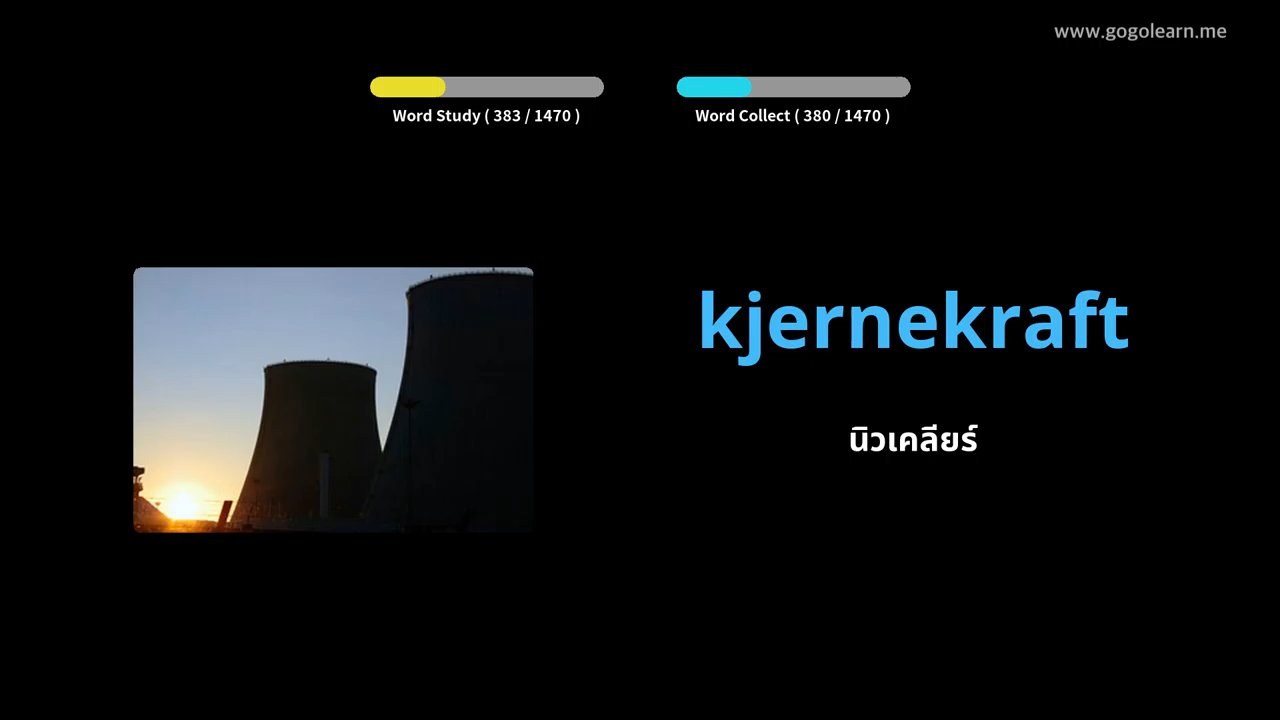 www.gogolearn.me
Word Study ( 383 / 1470 )
Word Collect ( 380 / 1470 )
kjernekraft
นิวเคลียร์